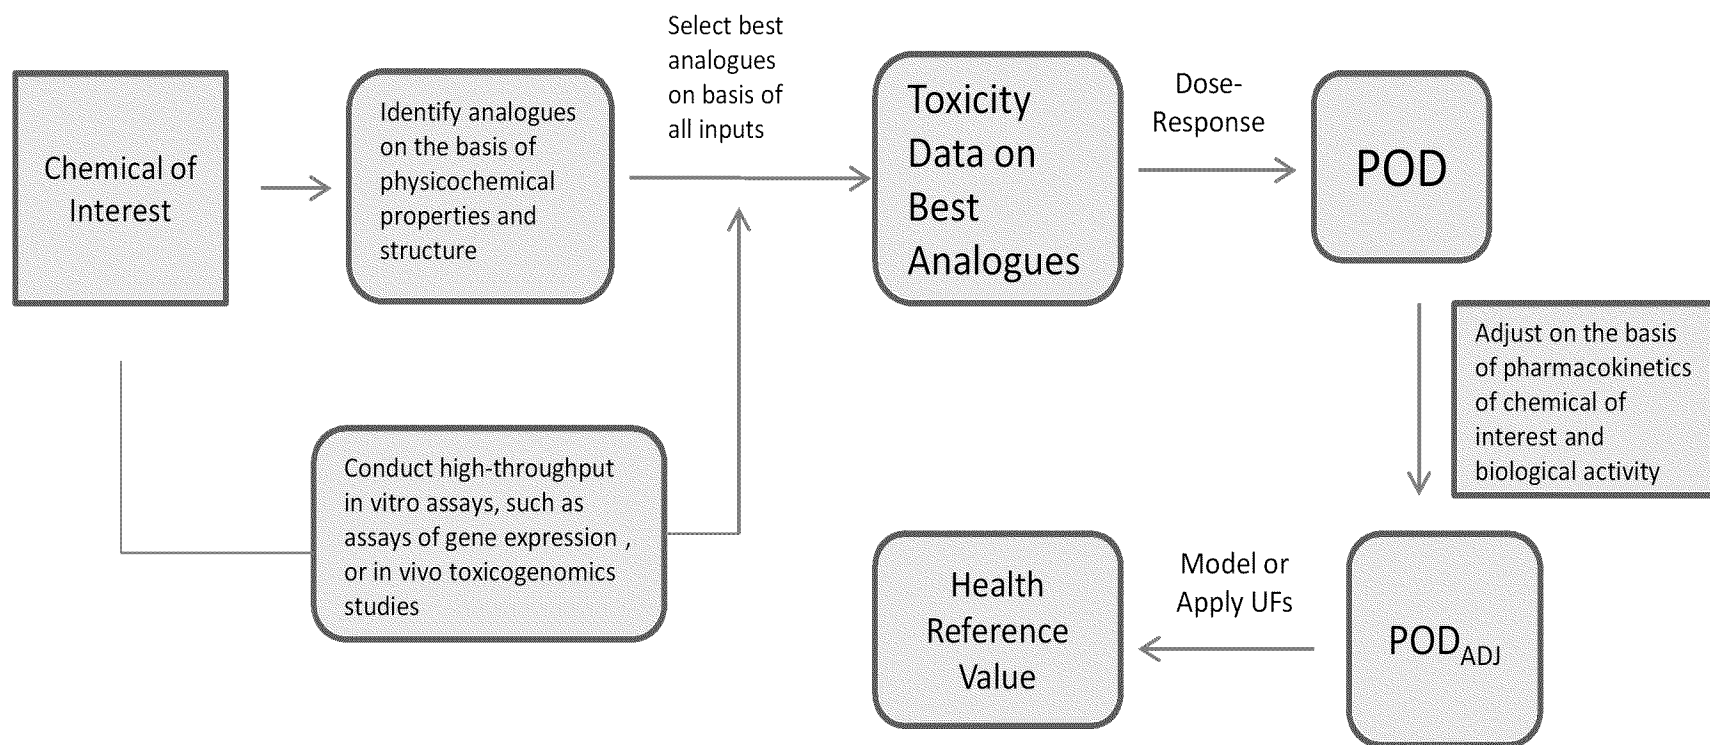 Chemical of
Interest
Identify analogues
on the basis of
physicochemical
properties and
structure
Select best
analogues
on basis of
all inputs
Toxicity
Data on
Best
Analogues
Dose-
Response
POD
Adjust on the basis
of pharmacokinetics
of chemical of
interest and
biological activity
Conduct high-throughput
in vitro assays, such as
assays of gene expression ,
or in vivo toxicogenomics
studies
Health
Reference
Value
Model or
Apply UFs
POD ADJ